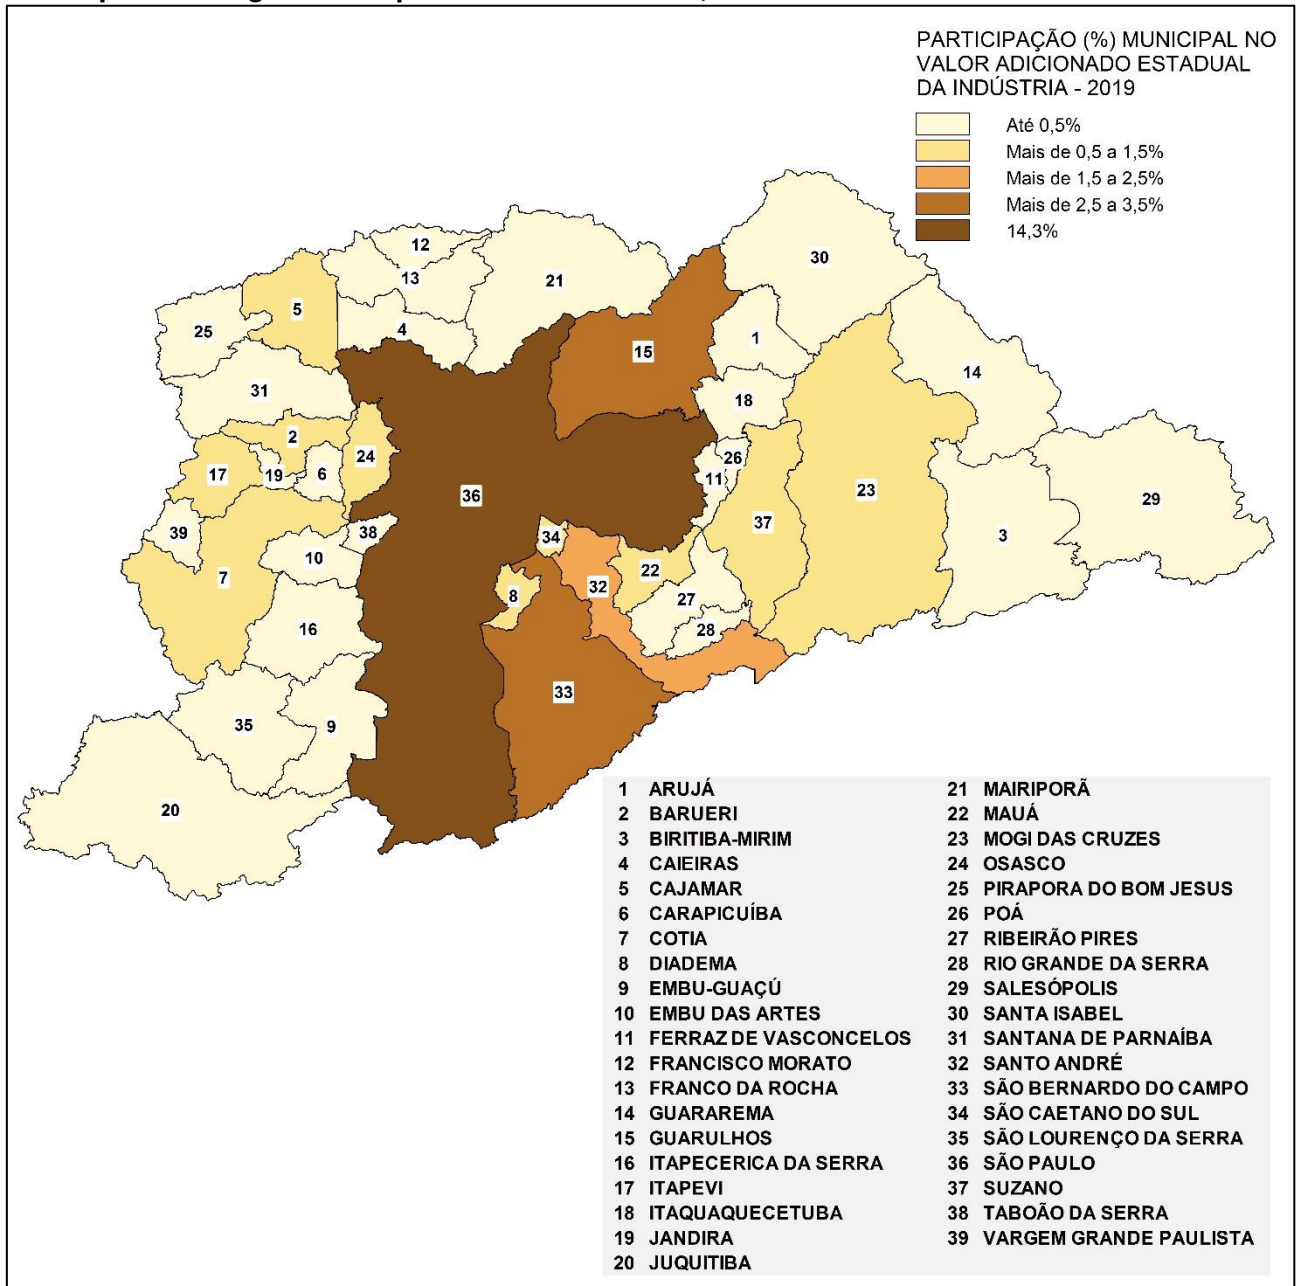 PARTICIPAÇÃO (%) MUNICIPAL NO
VALOR ADICIONADO ESTADUAL
DA INDÚSTRIA - 2019
Até 0,5%
Mais de 0,5 a 1,5%
Mais de 1,5 a 2,5%
Mais de 2,5 a 3,5%
14,3%
12
30
13
21
5
4
25
15
1
14
31
18
2
26
24
17
19
6
11
36
23
29
37
38
39
34
3
10
22
7
32
8
27
28
16
33
35
9
20
1 ARUJÁ
2 BARUERI
3 BIRITIBA-MIRIM
4 CAIEIRAS
5 CAJAMAR
6 CARAPICUÍBA
7 COTIA
8 DIADEMA
9 EMBU-GUAÇÚ
10 EMBU DAS ARTES
11 FERRAZ DE VASCONCELOS
12 FRANCISCO MORATO
13 FRANCO DA ROCHA
14 GUARAREMA
15 GUARULHOS
16 ITAPECERICA DA SERRA
17 ITAPEVI
18 ITAQUAQUECETUBA
19 JANDIRA
20 JUQUITIBA
21 MAIRIPORÃ
22 MAUÁ
23 MOGI DAS CRUZES
24 OSASCO
25 PIRAPORA DO BOM JESUS
26 POÁ
27 RIBEIRÃO PIRES
28 RIO GRANDE DA SERRA
29 SALESÓPOLIS
30 SANTA ISABEL
31 SANTANA DE PARNAÍBA
32 SANTO ANDRÉ
33 SÃO BERNARDO DO CAMPO
34 SÃO CAETANO DO SUL
35 SÃO LOURENÇO DA SERRA
36 SÃO PAULO
37 SUZANO
38 TABOÃO DA SERRA
39 VARGEM GRANDE PAULISTA